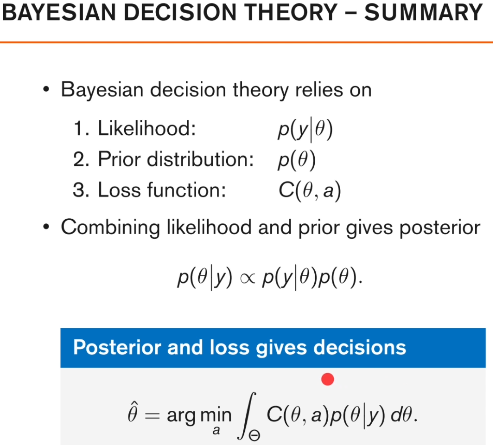 BAYESIAN DECISION THEORY – SUMMARY
• Bayesian decision theory relies on
1. Likelihood: p(y|θ)
2. Prior distribution: p(θ)
3. Loss function: C(θ, a)
• Combining likelihood and prior gives posterior
p(θ|y) ∝ p(y|θ)p(θ).
Posterior and loss gives decisions
θ̂ = arg min_a ∫_Θ C(θ, a)p(θ|y) dθ.